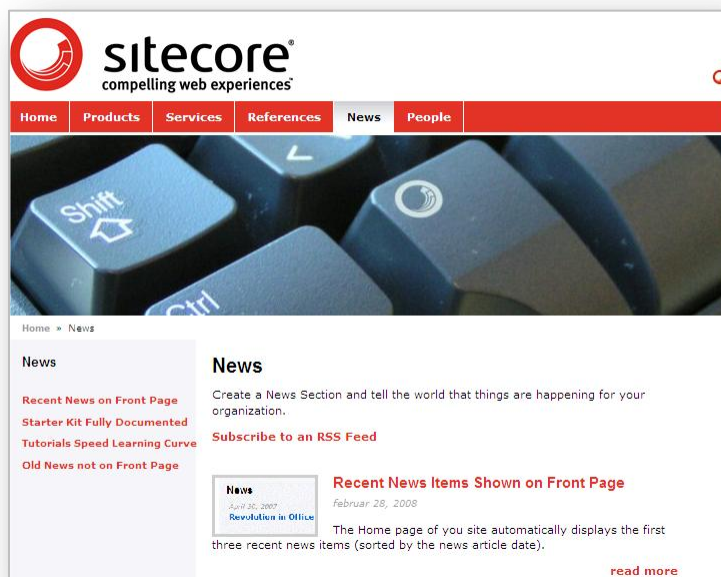 sitecore®
compelling web experiences™
Home Products Services References News People
Shift
Ctrl
Home » News
News
Recent News on Front Page
Starter Kit Fully Documented
Tutorials Speed Learning Curve
Old News not on Front Page
News
Create a News Section and tell the world that things are happening for your
organization.
Subscribe to an RSS Feed
News
April 30, 2007
Revolution in Office
Recent News Items Shown on Front Page
februar 28, 2008
The Home page of you site automatically displays the first
three recent news items (sorted by the news article date).
read more